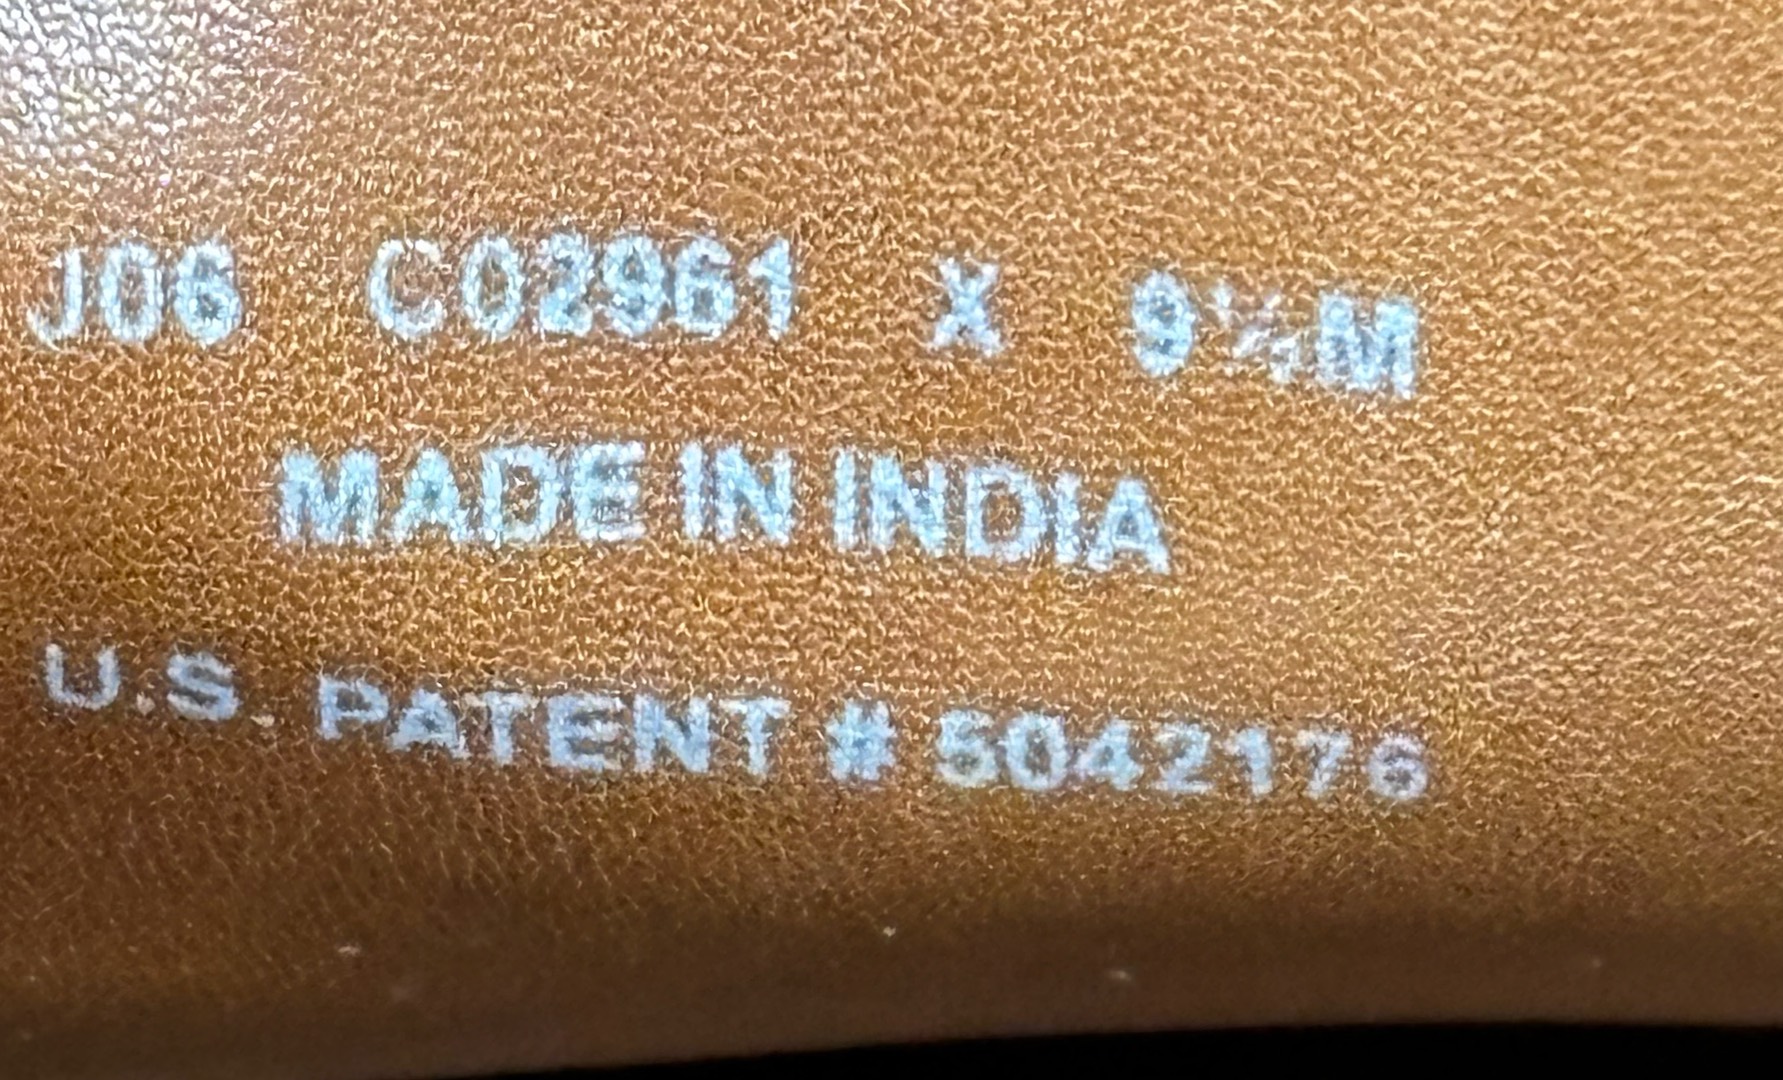 J06 C02961 X 9½M
MADE IN INDIA
U.S. PATENT # 5042176